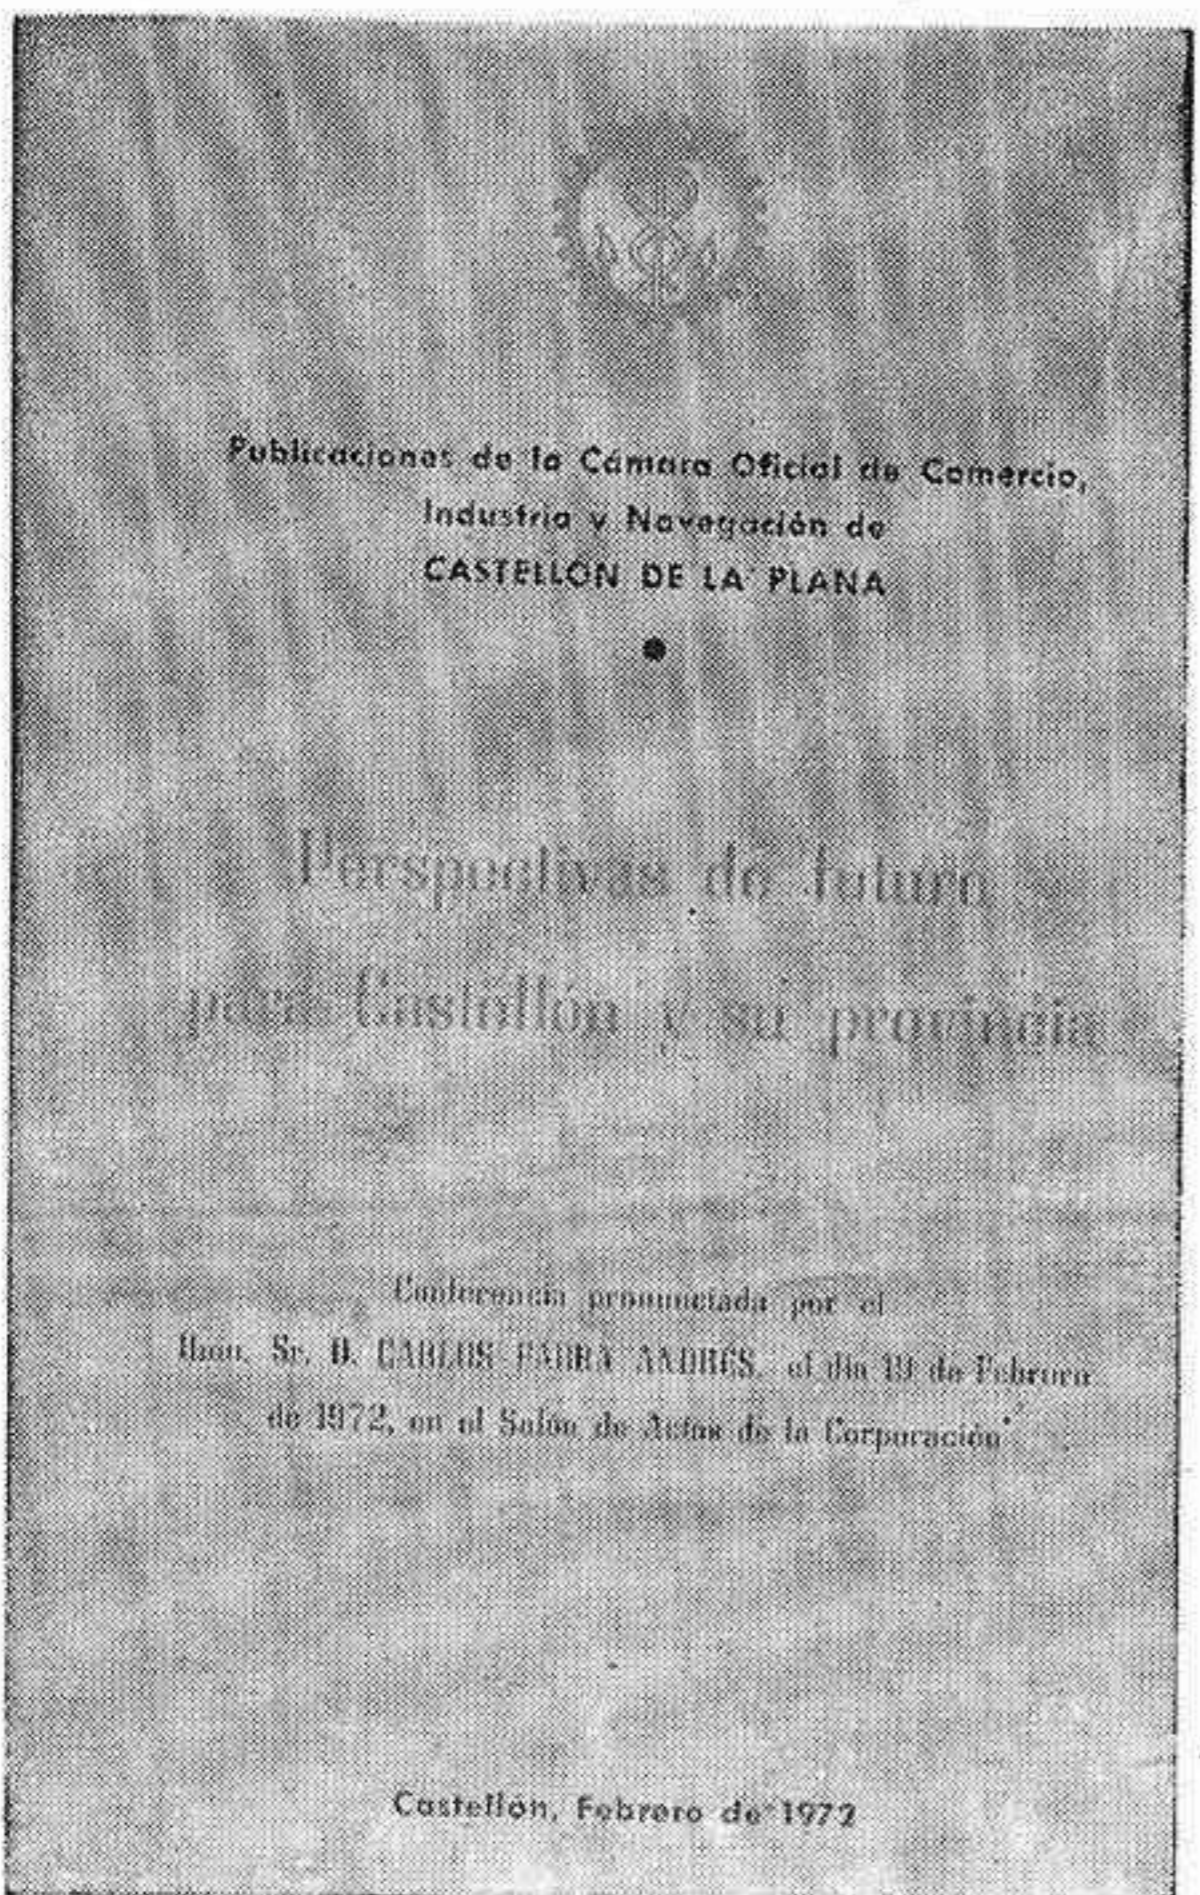 Publicaciones de la Cámara Oficial de Comercio,
Industria y Navegación de
CASTELLÓN DE LA PLANA
Perspectivas de futuro
para Castellón y su provincia
Conferencia pronunciada por el
Ilmo. Sr. D. CARLOS FABRA ANDRÉS, el día 19 de Febrero
de 1972, en el Salón de Actos de la Corporación
Castellón, Febrero de 1972